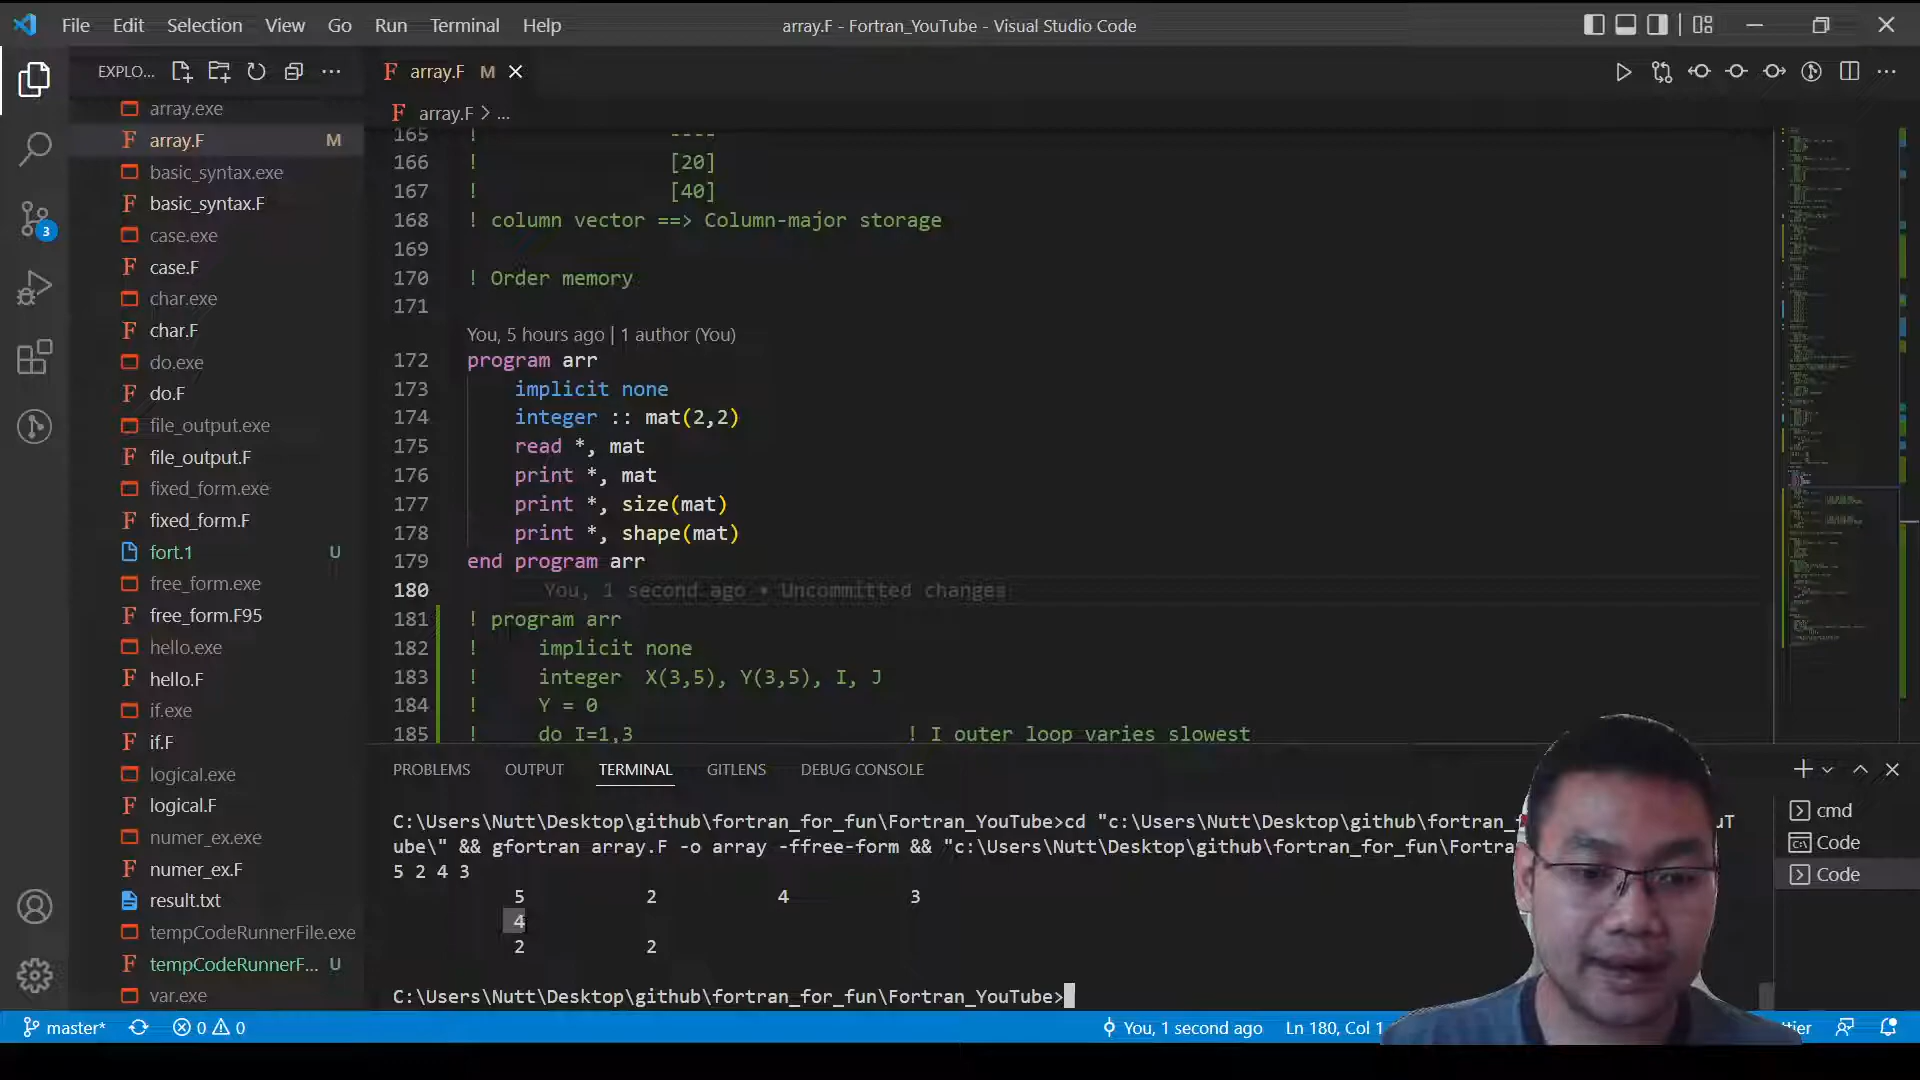 File Edit Selection View Go Run Terminal Help
array.F - Fortran_YouTube - Visual Studio Code
EXPLO...
array.exe
array.F M
basic_syntax.exe
basic_syntax.F
case.exe
case.F
char.exe
char.F
do.exe
do.F
file_output.exe
file_output.F
fixed_form.exe
fixed_form.F
fort.1 U
free_form.exe
free_form.F95
hello.exe
hello.F
if.exe
if.F
logical.exe
logical.F
numer_ex.exe
numer_ex.F
result.txt
tempCodeRunnerFile.exe
tempCodeRunnerF... U
var.exe
3
F array.F M
F array.F > ...
165 ! ----
166 ! [20]
167 ! [40]
168 ! column vector ==> Column-major storage
169
170 ! Order memory
171
You, 5 hours ago | 1 author (You)
172 program arr
173 implicit none
174 integer :: mat(2,2)
175 read *, mat
176 print *, mat
177 print *, size(mat)
178 print *, shape(mat)
179 end program arr
180 You, 1 second ago • Uncommitted changes
181 ! program arr
182 ! implicit none
183 ! integer X(3,5), Y(3,5), I, J
184 ! Y = 0
185 ! do I=1,3 ! I outer loop varies slowest
PROBLEMS OUTPUT TERMINAL GITLENS DEBUG CONSOLE
C:\Users\Nutt\Desktop\github\fortran_for_fun\Fortran_YouTube>cd "c:\Users\Nutt\Desktop\github\fortran_f
ube\" && gfortran array.F -o array -ffree-form && "c:\Users\Nutt\Desktop\github\fortran_for_fun\Fortra
5 2 4 3
5 2 4 3
4
2 2
C:\Users\Nutt\Desktop\github\fortran_for_fun\Fortran_YouTube>
cmd
Code
Code
master* 0 0 You, 1 second ago Ln 180, Col 1